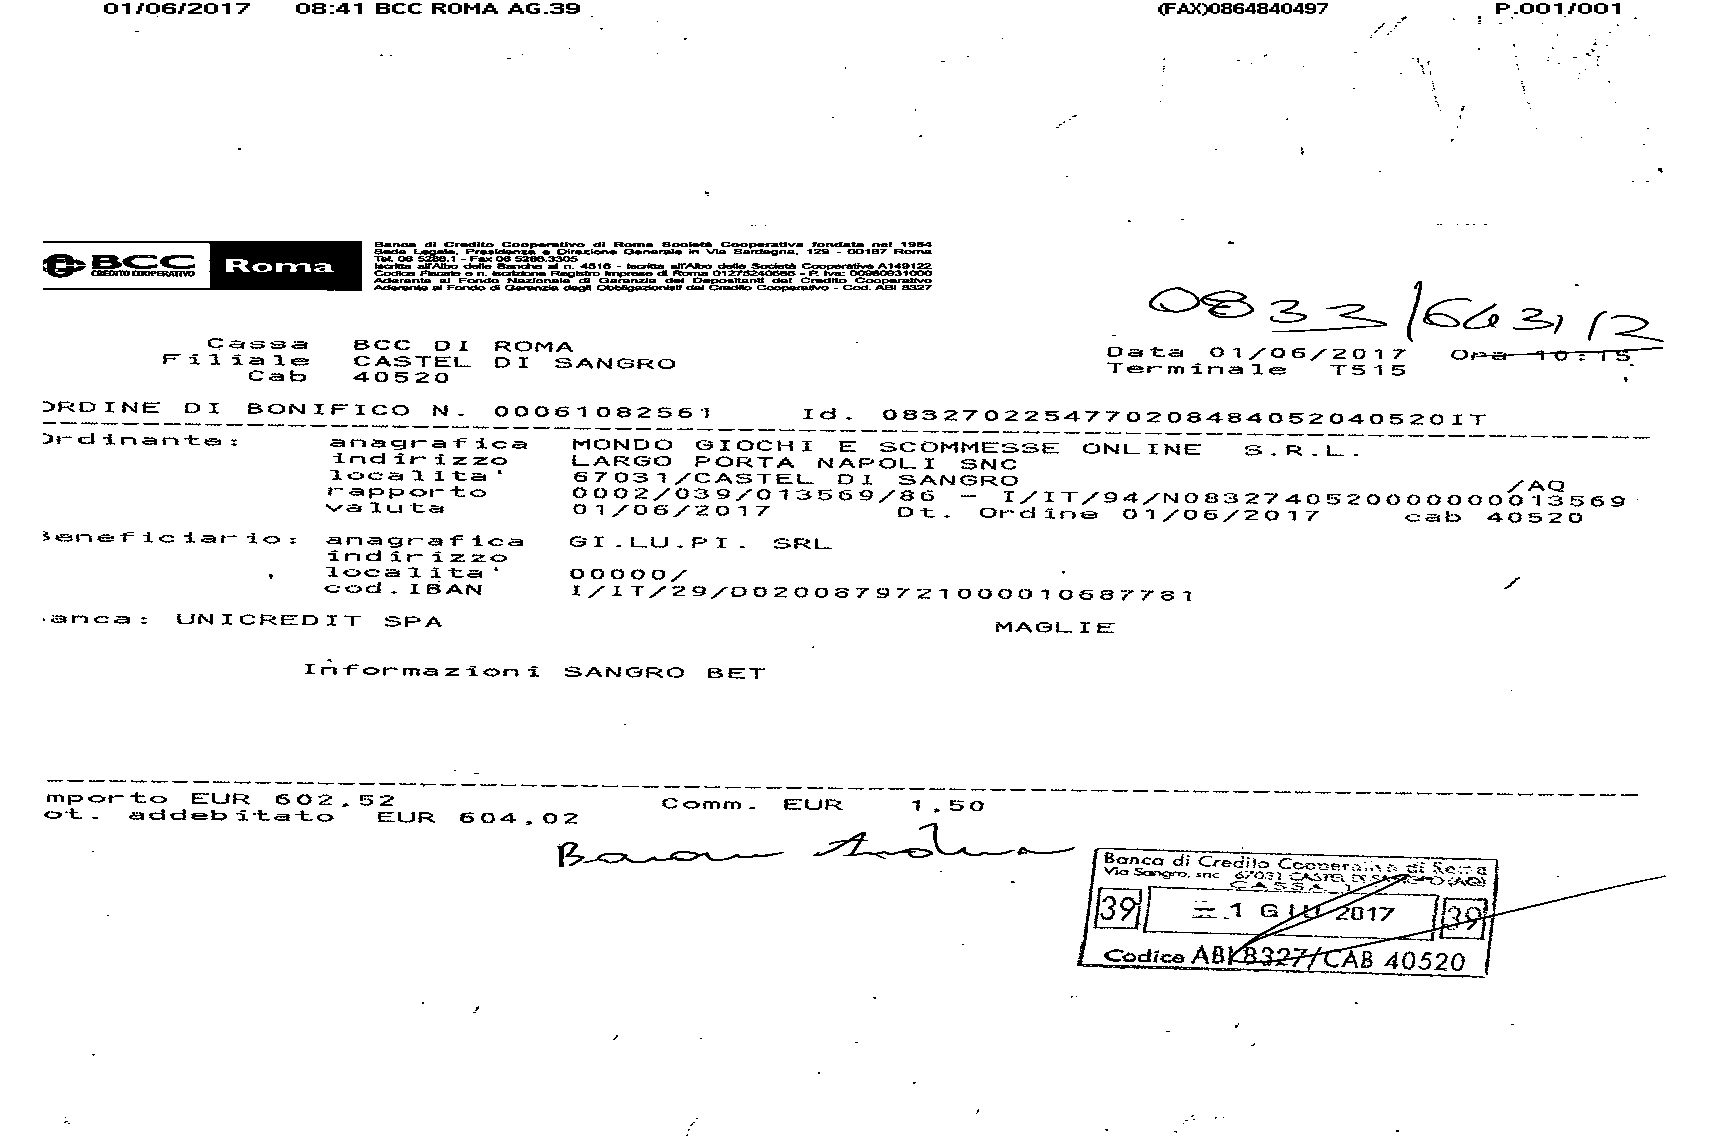 01/06/2017 08:41 BCC ROMA AG.39 (FAX)0864840497 P.001/001
BCC Roma
CREDITO COOPERATIVO
Banca di Credito Cooperativo di Roma Società Cooperativa fondata nel 1954
Sede Legale, Presidenza e Direzione Generale in Via Sardegna, 129 - 00187 Roma
Tel. 06 5286.1 - Fax 06 5286.3305
Iscritta all'Albo delle Banche al n. 4516 - Iscritta all'Albo delle Società Cooperative A149122
Codice Fiscale e n. iscrizione Registro Imprese di Roma 01275240586 - P. Iva: 00980931000
Aderente al Fondo Nazionale di Garanzia dei Depositanti del Credito Cooperativo
Aderente al Fondo di Garanzia degli Obbligazionisti del Credito Cooperativo - Cod. ABI 8327
0833/664312
Cassa BCC DI ROMA
Filiale CASTEL DI SANGRO
Cab 40520
Data 01/06/2017 Ora 10:15
Terminale T515
ORDINE DI BONIFICO N. 00061082561 Id. 0832702254770208484052040520IT
Ordinante: anagrafica MONDO GIOCHI E SCOMMESSE ONLINE S.R.L.
indirizzo LARGO PORTA NAPOLI SNC
localita' 67031/CASTEL DI SANGRO /AQ
rapporto 0002/039/013569/86 - I/IT/94/N0832740520000000013569
valuta 01/06/2017 Dt. Ordine 01/06/2017 cab 40520
Beneficiario: anagrafica GI.LU.PI. SRL
indirizzo
localita' 00000/
cod.IBAN I/IT/29/D0200879721000010687781
anca: UNICREDIT SPA MAGLIE
Informazioni SANGRO BET
mporto EUR 602,52 Comm. EUR 1,50
ot. addebitato EUR 604,02
Banca di Credito Cooperativo di Roma
Via Sangro, snc 67031 CASTEL DI SANGRO (AQ)
CASSA 1
39 1 GIU 2017 39
Codice ABI 8327/CAB 40520